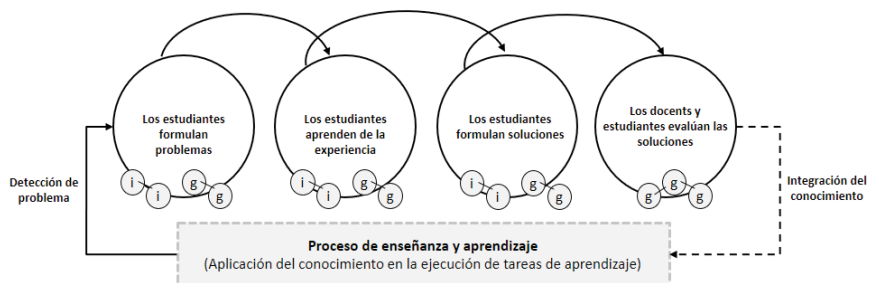 Los estudiantes
formulan
problemas
Los estudiantes
aprenden de la
experiencia
Los estudiantes
formulan soluciones
Los docents y
estudiantes evalúan las
soluciones
i
i
g
g
i
i
g
g
i
i
g
g
g
g
g
Detección de
problema
Integración del
conocimiento
Proceso de enseñanza y aprendizaje
(Aplicación del conocimiento en la ejecución de tareas de aprendizaje)